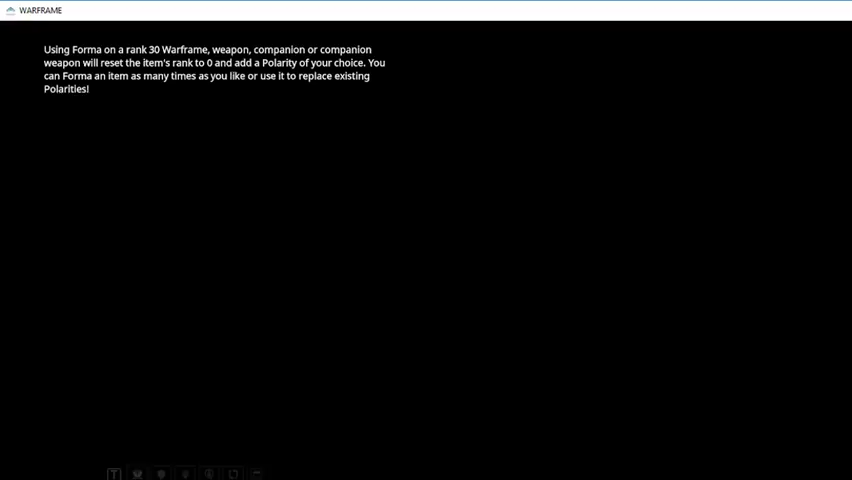 WARFRAME
Using Forma on a rank 30 Warframe, weapon, companion or companion
weapon will reset the item's rank to 0 and add a Polarity of your choice. You
can Forma an item as many times as you like or use it to replace existing
Polarities!
T